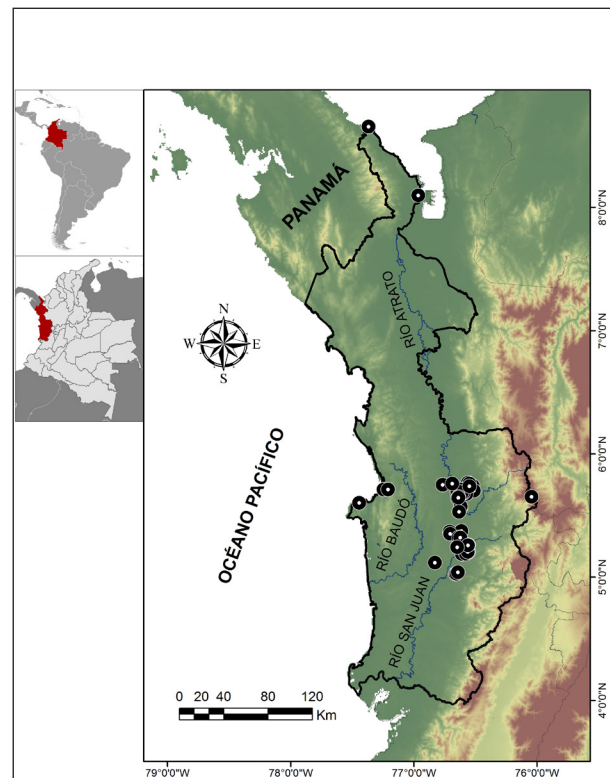 PANAMÁ
8°0'0"N
RÍO ATRATO
7°0'0"N
N
W E
S
6°0'0"N
OCÉANO PACÍFICO
RÍO BAUDÓ
5°0'0"N
RÍO SAN JUAN
0 20 40 80 120
Km
4°0'0"N
79°0'0"W 78°0'0"W 77°0'0"W 76°0'0"W